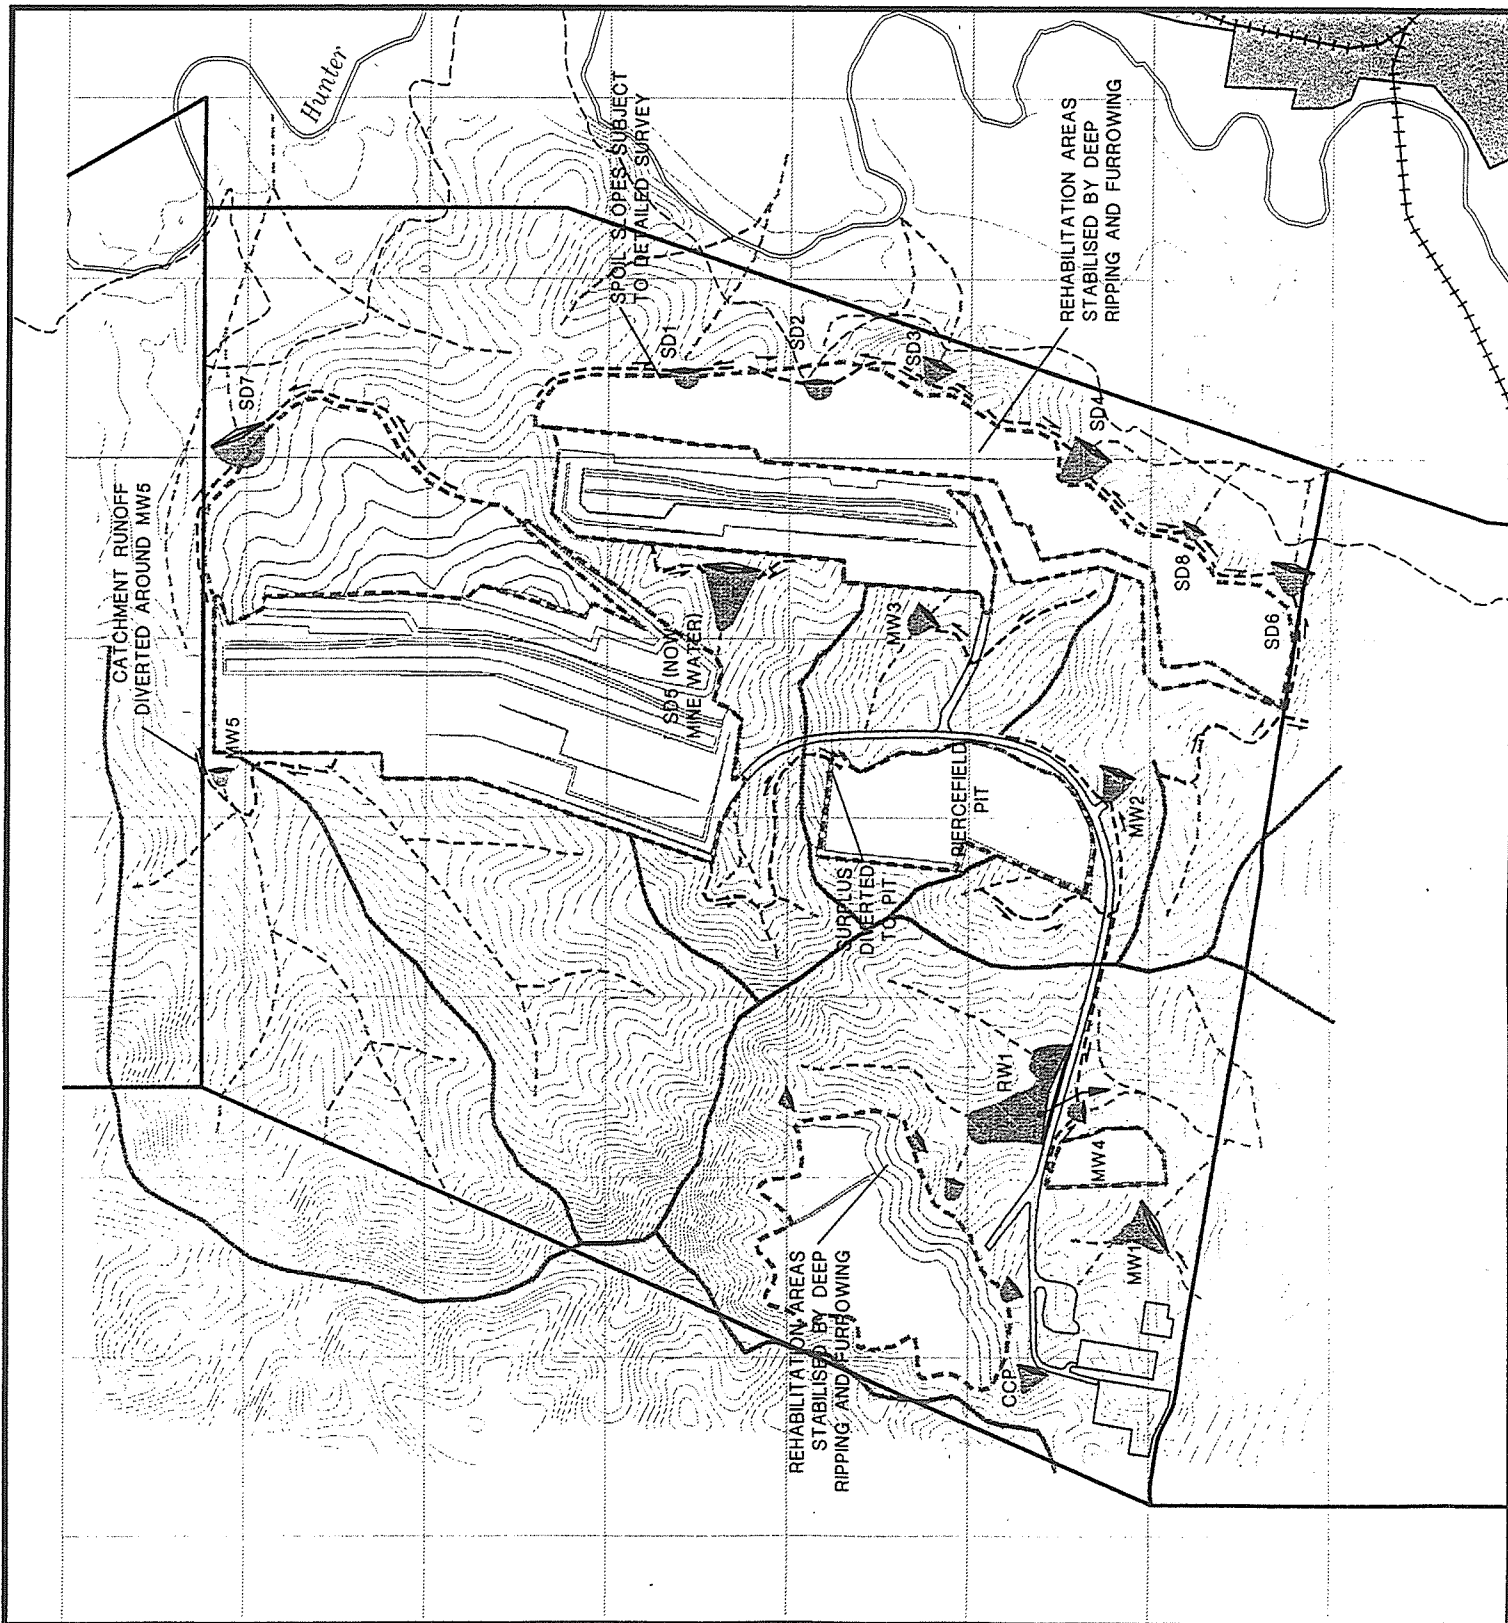 Hunter
SPOIL SLOPES SUBJECT
TO DETAILED SURVEY
REHABILITATION AREAS
STABILISED BY DEEP
RIPPING AND FURROWING
SD7
SD1
SD2
SD3
SD4
CATCHMENT RUNOFF
DIVERTED AROUND MW5
MW5
SD5 (NOW
MINE WATER)
MW3
SD8
SD6
SURPLUS
DIVERTED
TO PIT
PIERCEFIELD
PIT
MW2
RW1
MW4
MW1
REHABILITATION AREAS
STABILISED BY DEEP
RIPPING AND FURROWING
CCP